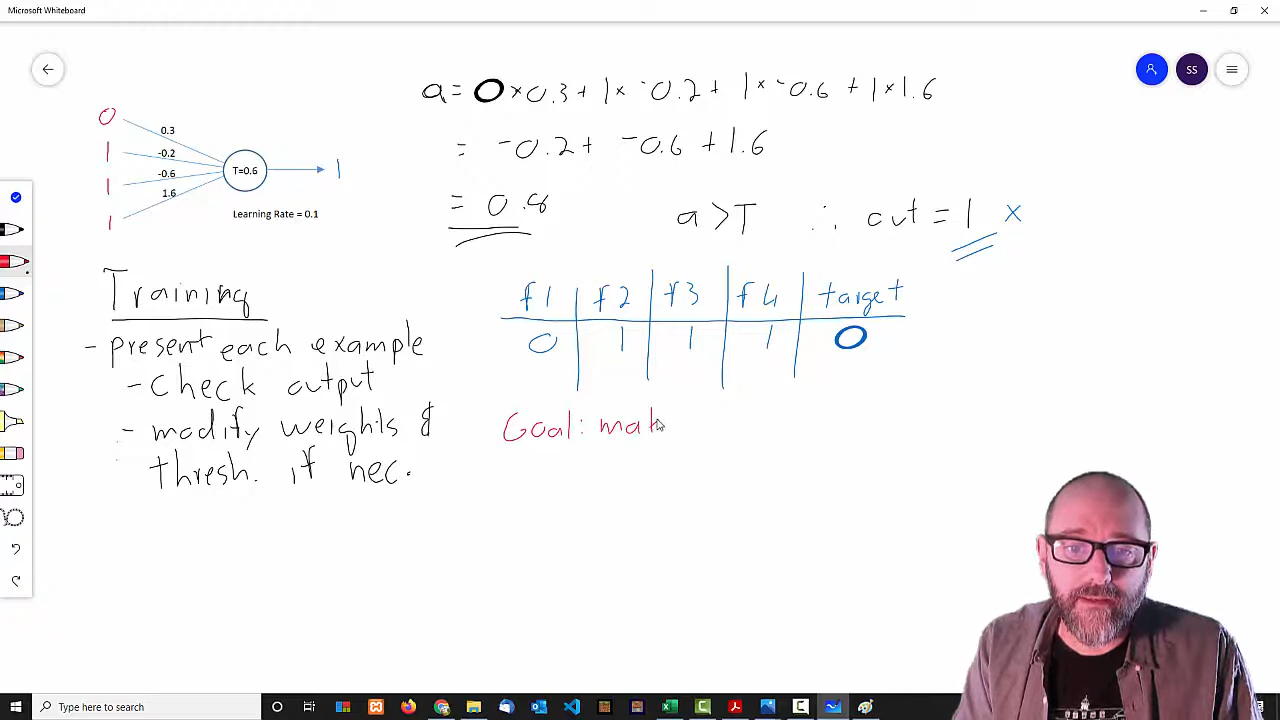 Microsoft Whiteboard
SS
a = 0 × 0.3 + 1 × -0.2 + 1 × -0.6 + 1 × 1.6
= -0.2 + -0.6 + 1.6
= 0.8
a > T ∴ out = 1 ×
0
1
1
1
0.3
-0.2
-0.6
1.6
T=0.6
1
Learning Rate = 0.1
Training
- present each example
- check output
- modify weights &
thresh. if nec.
f1 f2 f3 f4 target
0 1 1 1 0
Goal: mak
Type here to search